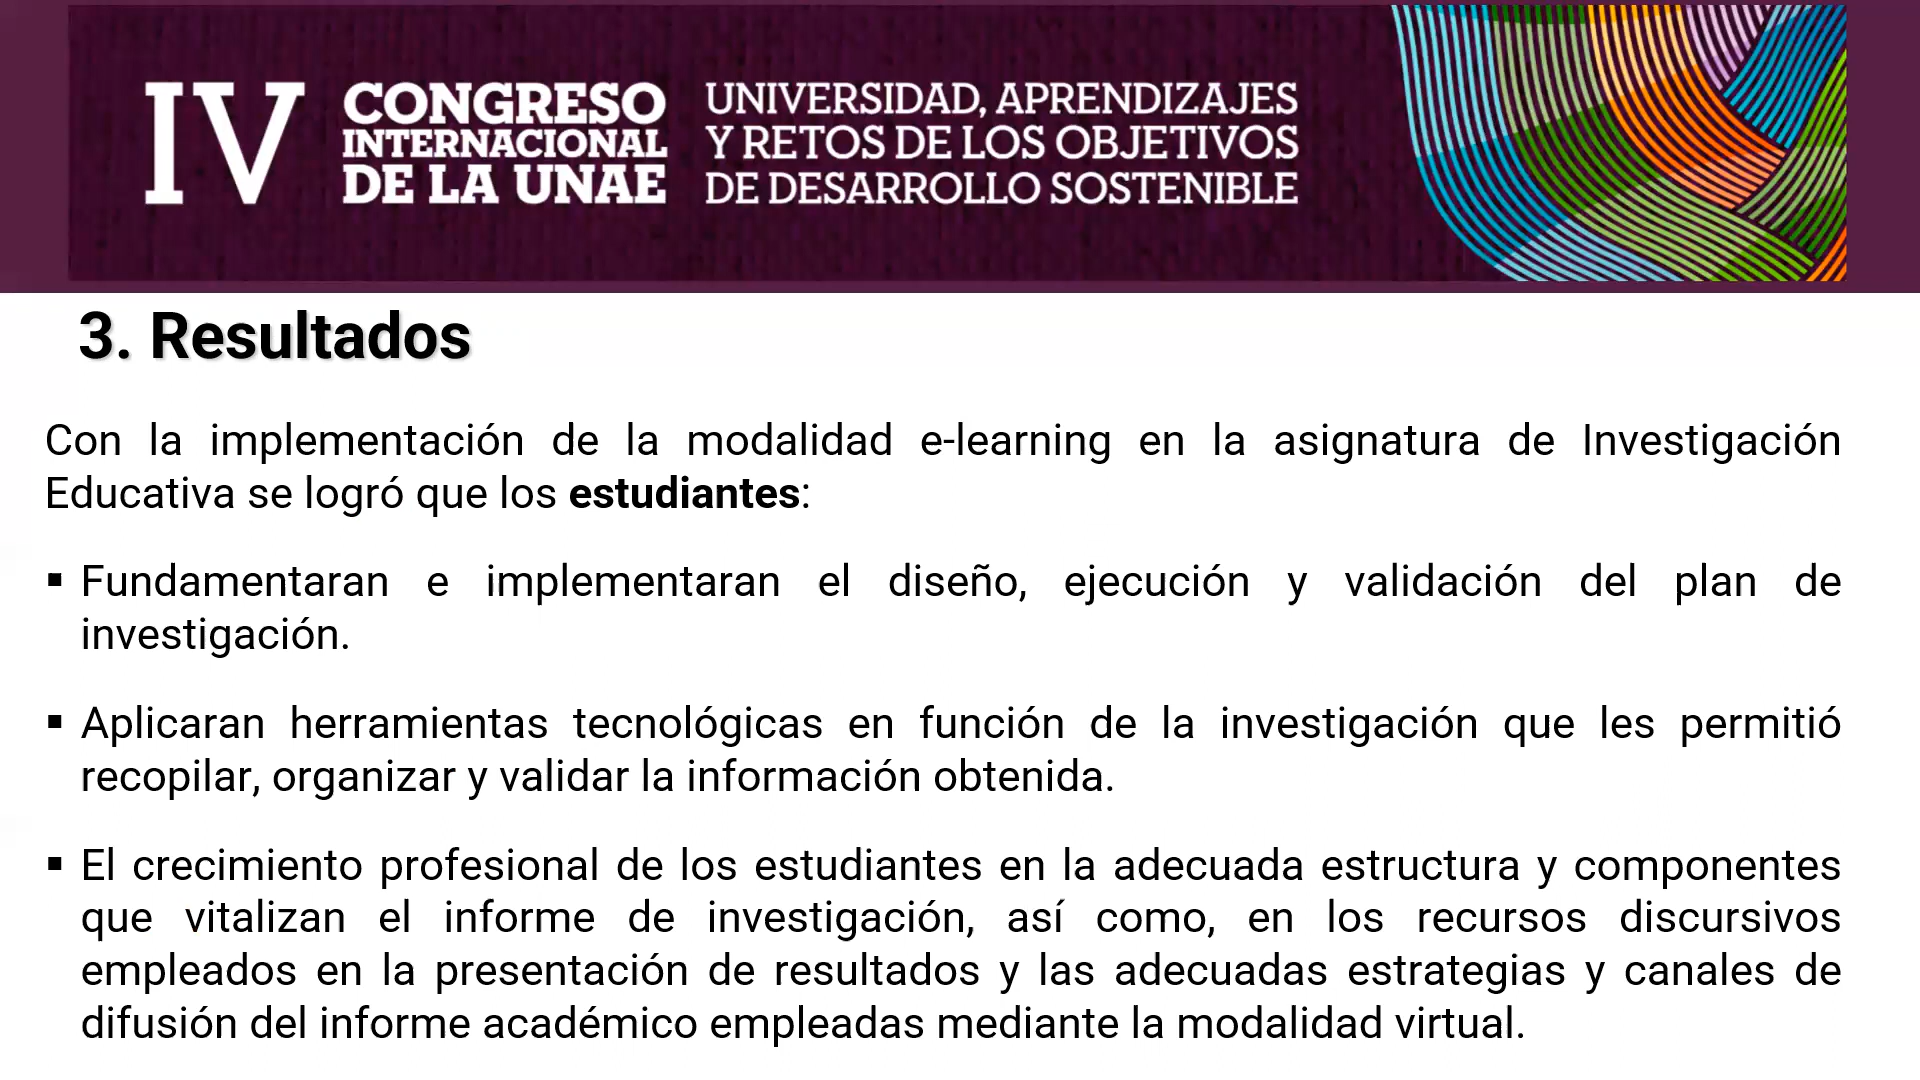 IV
CONGRESO
INTERNACIONAL
DE LA UNAE
UNIVERSIDAD, APRENDIZAJES
Y RETOS DE LOS OBJETIVOS
DE DESARROLLO SOSTENIBLE
3. Resultados
Con la implementación de la modalidad e-learning en la asignatura de Investigación
Educativa se logró que los estudiantes:
▪ Fundamentaran e implementaran el diseño, ejecución y validación del plan de
investigación.
▪ Aplicaran herramientas tecnológicas en función de la investigación que les permitió
recopilar, organizar y validar la información obtenida.
▪ El crecimiento profesional de los estudiantes en la adecuada estructura y componentes
que vitalizan el informe de investigación, así como, en los recursos discursivos
empleados en la presentación de resultados y las adecuadas estrategias y canales de
difusión del informe académico empleadas mediante la modalidad virtual.